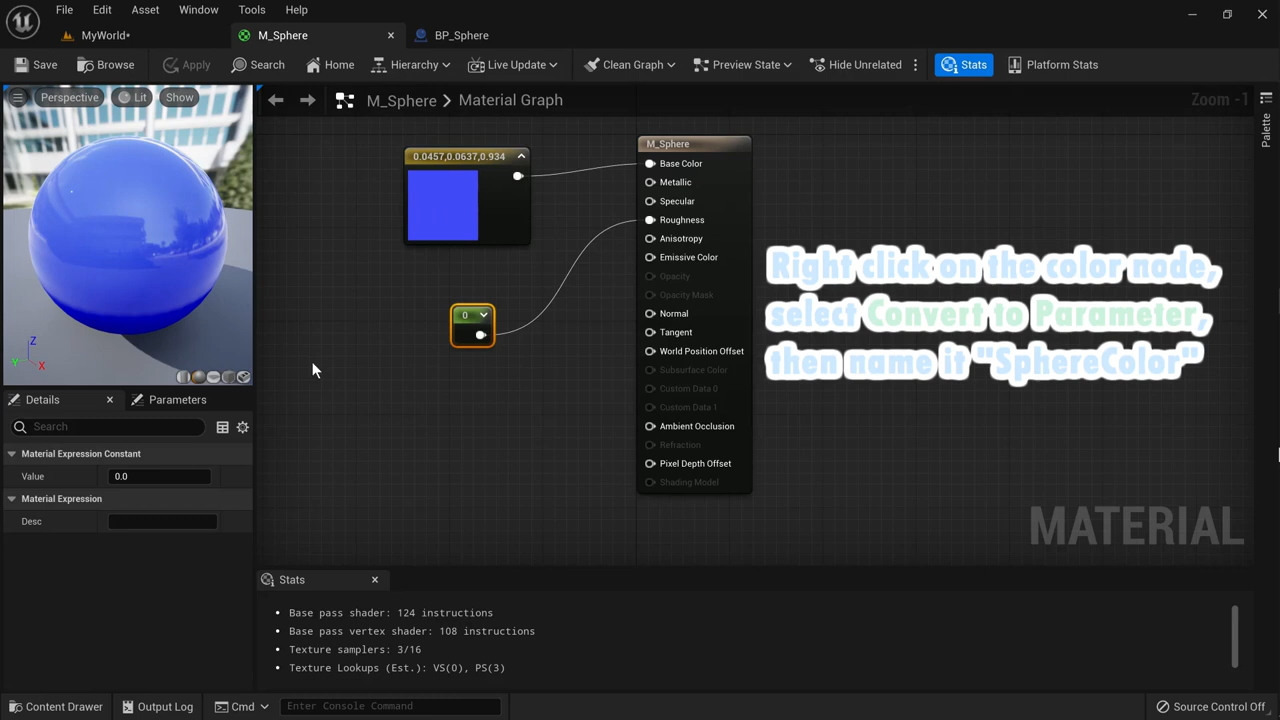 File Edit Asset Window Tools Help
MyWorld* M_Sphere BP_Sphere
Save Browse Apply Search Home Hierarchy Live Update Clean Graph Preview State Hide Unrelated Stats Platform Stats
Perspective Lit Show
M_Sphere Material Graph
Zoom -1
Palette
0.0457,0.0637,0.934
M_Sphere
Base Color
Metallic
Specular
Roughness
Anisotropy
Emissive Color
Opacity
Opacity Mask
Normal
Tangent
World Position Offset
Subsurface Color
Custom Data 0
Custom Data 1
Ambient Occlusion
Refraction
Pixel Depth Offset
Shading Model
0
Right click on the color node,
select Convert to Parameter,
then name it "SphereColor"
MATERIAL
Z
Y
X
Details Parameters
Search
Material Expression Constant
Value 0.0
Material Expression
Desc
Stats
• Base pass shader: 124 instructions
• Base pass vertex shader: 108 instructions
• Texture samplers: 3/16
• Texture Lookups (Est.): VS(0), PS(3)
Content Drawer Output Log Cmd Enter Console Command Source Control Off